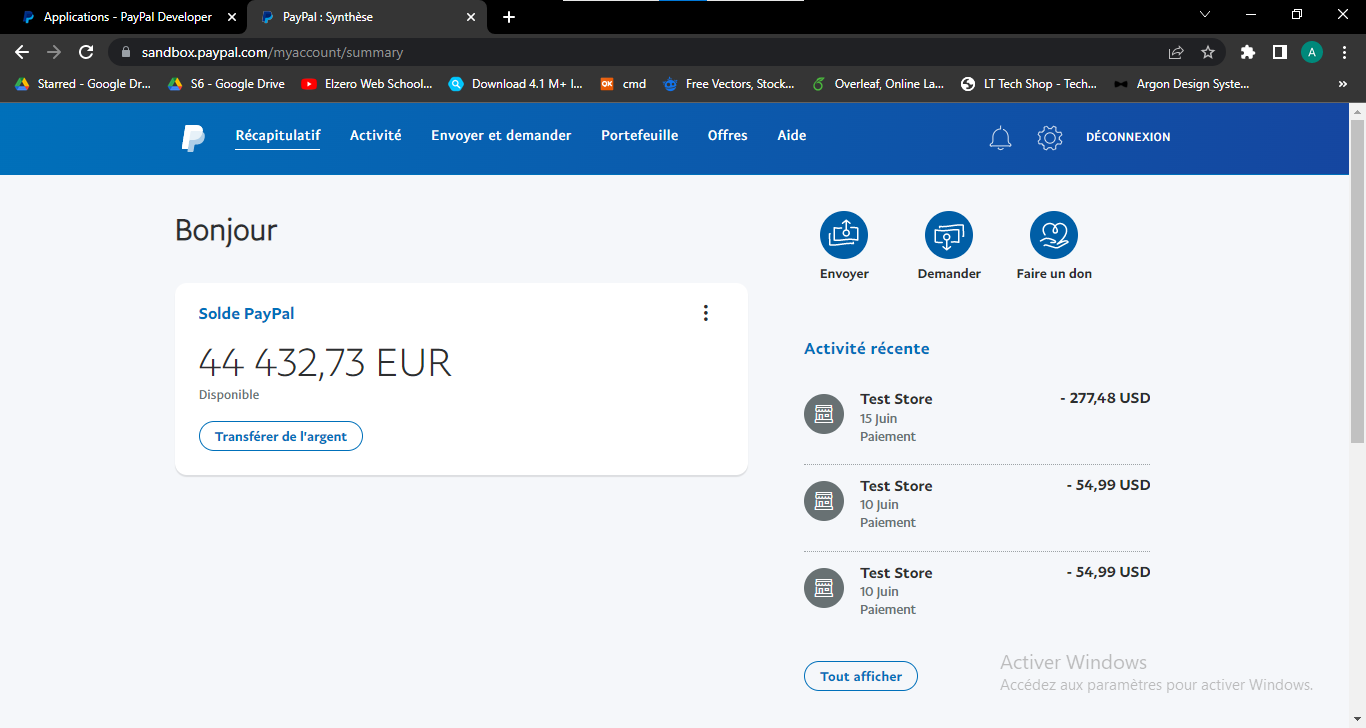 Applications - PayPal Developer
PayPal : Synthèse
sandbox.paypal.com/myaccount/summary
A
Starred - Google Dr...
S6 - Google Drive
Elzero Web School...
Download 4.1 M+ I...
cmd
Free Vectors, Stock...
Overleaf, Online La...
LT Tech Shop - Tech...
Argon Design Syste...
Récapitulatif
Activité
Envoyer et demander
Portefeuille
Offres
Aide
DÉCONNEXION
Bonjour
Envoyer
Demander
Faire un don
Solde PayPal
44 432,73 EUR
Disponible
Transférer de l'argent
Activité récente
Test Store
- 277,48 USD
15 Juin
Paiement
Test Store
- 54,99 USD
10 Juin
Paiement
Test Store
- 54,99 USD
10 Juin
Paiement
Tout afficher
Activer Windows
Accédez aux paramètres pour activer Windows.